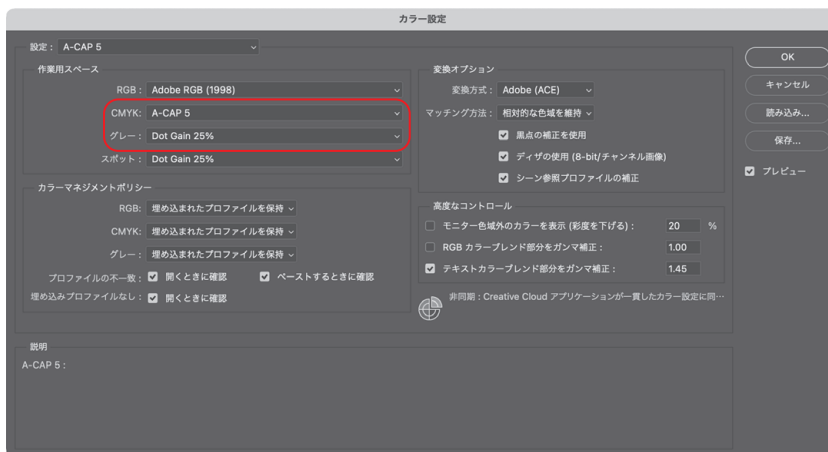 カラー設定
設定： A-CAP 5
作業用スペース
RGB： Adobe RGB (1998)
CMYK: A-CAP 5
グレー： Dot Gain 25%
スポット： Dot Gain 25%
カラーマネジメントポリシー
RGB: 埋め込まれたプロファイルを保持
CMYK: 埋め込まれたプロファイルを保持
グレー： 埋め込まれたプロファイルを保持
プロファイルの不一致： 開くときに確認 ペーストするときに確認
埋め込みプロファイルなし： 開くときに確認
変換オプション
変換方式： Adobe (ACE)
マッチング方法： 相対的な色域を維持
黒点の補正を使用
ディザの使用 (8-bit/チャンネル画像)
シーン参照プロファイルの補正
高度なコントロール
モニター色域外のカラーを表示 (彩度を下げる)： 20 %
RGB カラーブレンド部分をガンマ補正： 1.00
テキストカラーブレンド部分をガンマ補正： 1.45
非同期：Creative Cloud アプリケーションが一貫したカラー設定に同…
OK
キャンセル
読み込み...
保存...
プレビュー
説明
A-CAP 5：